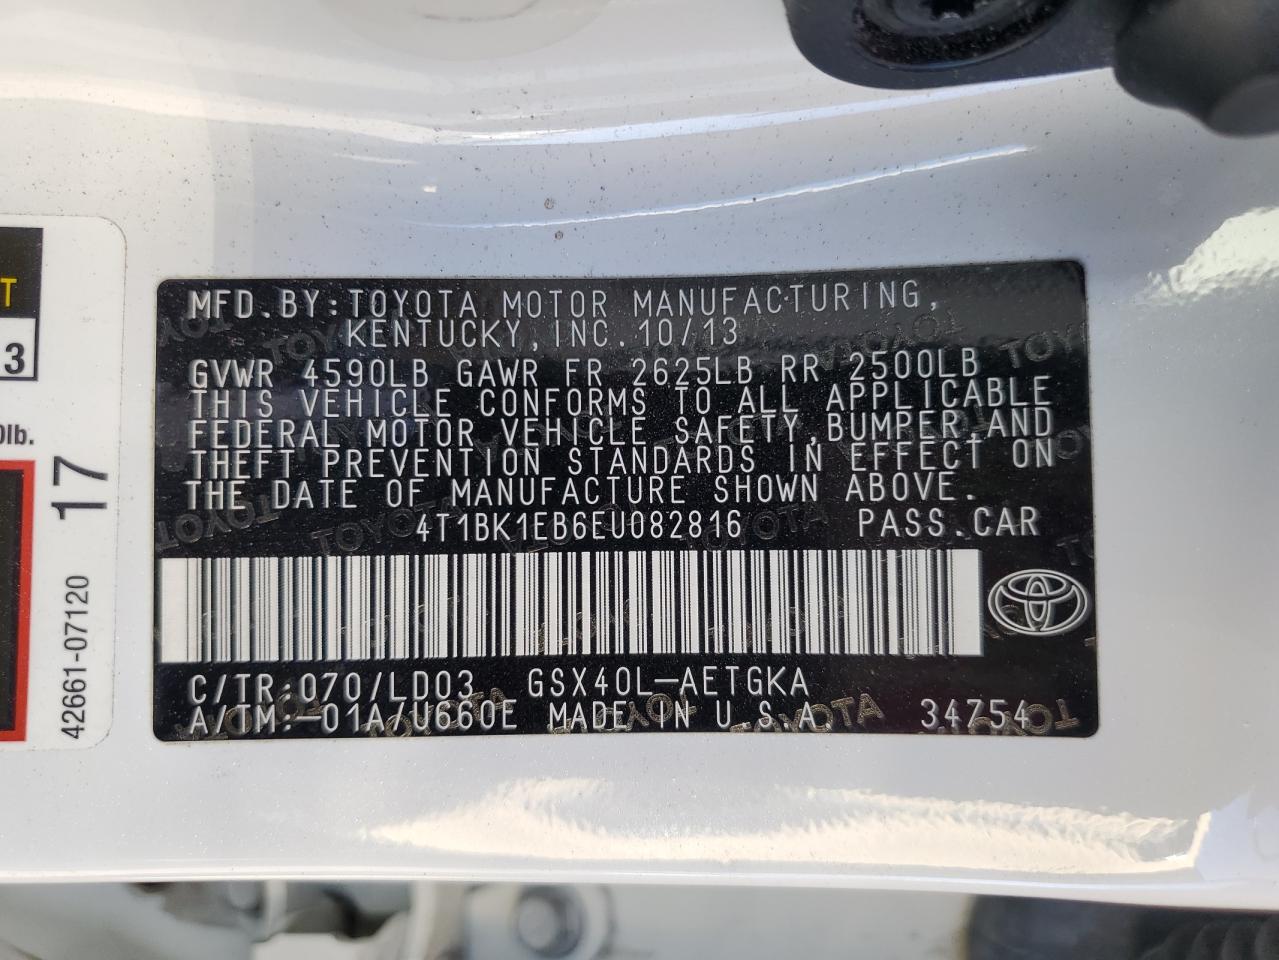 T
3
0lb.
17
42661-07120
MFD.BY:TOYOTA MOTOR MANUFACTURING,
KENTUCKY,INC.10/13
GVWR 4590LB GAWR FR 2625LB RR 2500LB
THIS VEHICLE CONFORMS TO ALL APPLICABLE
FEDERAL MOTOR VEHICLE SAFETY,BUMPER,AND
THEFT PREVENTION STANDARDS IN EFFECT ON
THE DATE OF MANUFACTURE SHOWN ABOVE.
4T1BK1EB6EU082816 PASS.CAR
C/TR:070/LD03 GSX40L-AETGKA
A/TM:-01A/U660E MADE IN U.S.A 34754